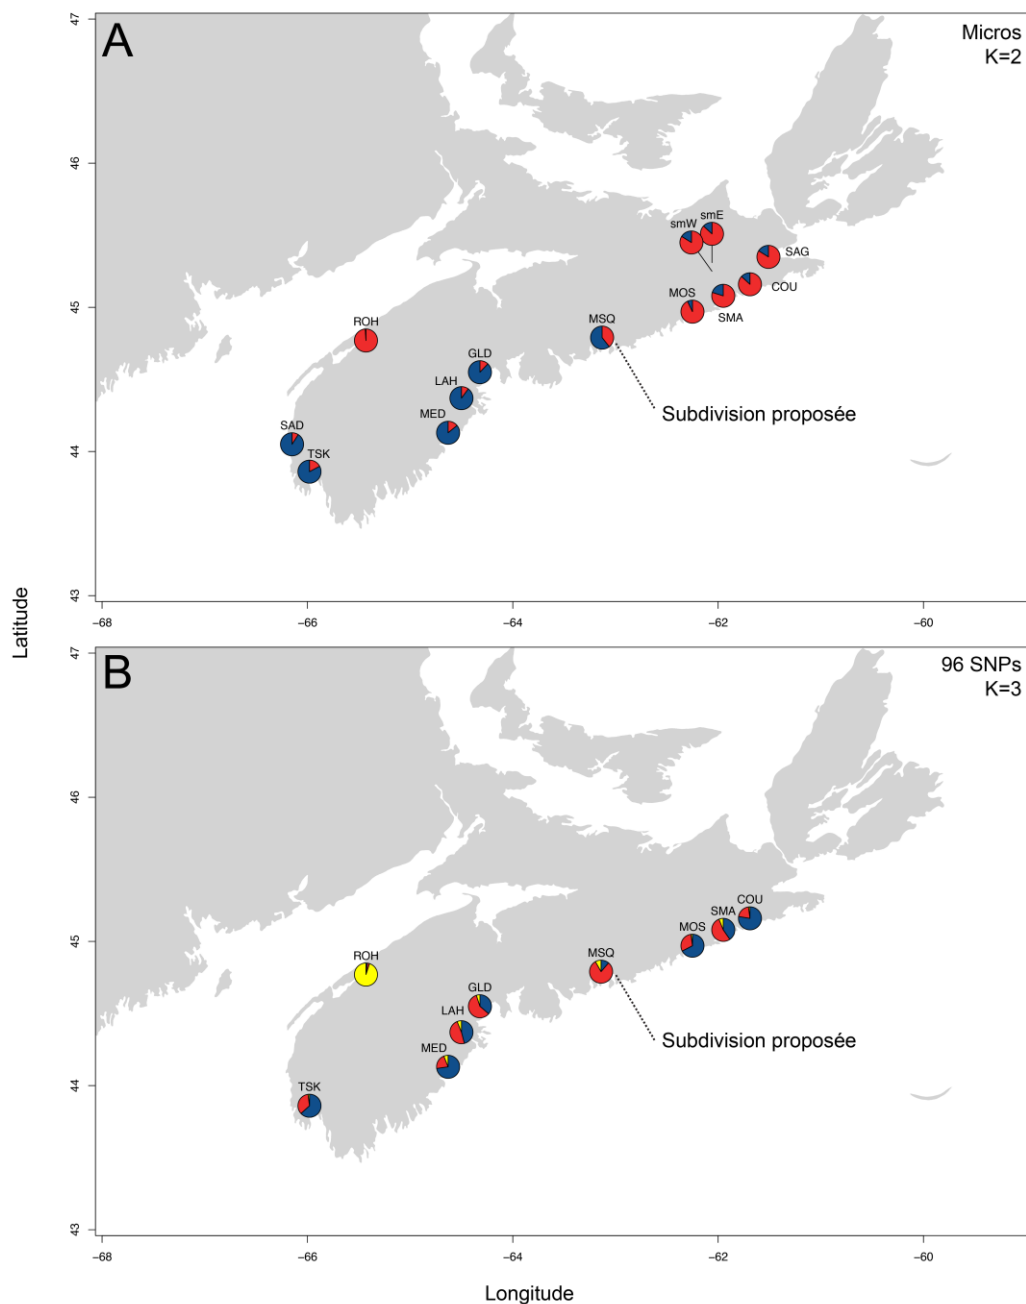 A
Micros
K=2
47
46
45
44
43
smW
smE
SAG
COU
MOS
SMA
ROH
MSQ
GLD
LAH
MED
SAD
TSK
Subdivision proposée
−68
−66
−64
−62
−60
Latitude
B
96 SNPs
K=3
47
46
45
44
43
COU
SMA
MOS
ROH
MSQ
GLD
LAH
MED
TSK
Subdivision proposée
−68
−66
−64
−62
−60
Longitude